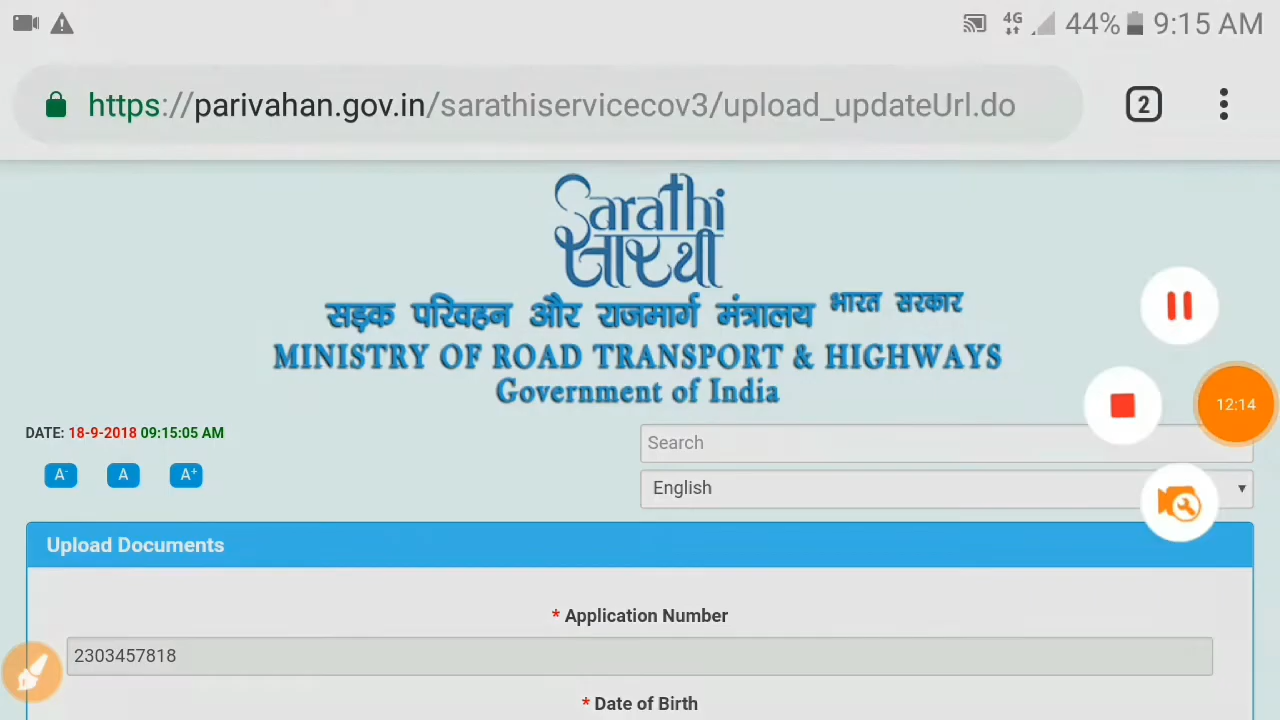 4G 44% 9:15 AM
https://parivahan.gov.in/sarathiservicecov3/upload_updateUrl.do 2
Sarathi
सारथी
सड़क परिवहन और राजमार्ग मंत्रालय भारत सरकार
MINISTRY OF ROAD TRANSPORT & HIGHWAYS
Government of India
DATE: 18-9-2018 09:15:05 AM
Search
A- A A+
English
12:14
Upload Documents
* Application Number
2303457818
* Date of Birth